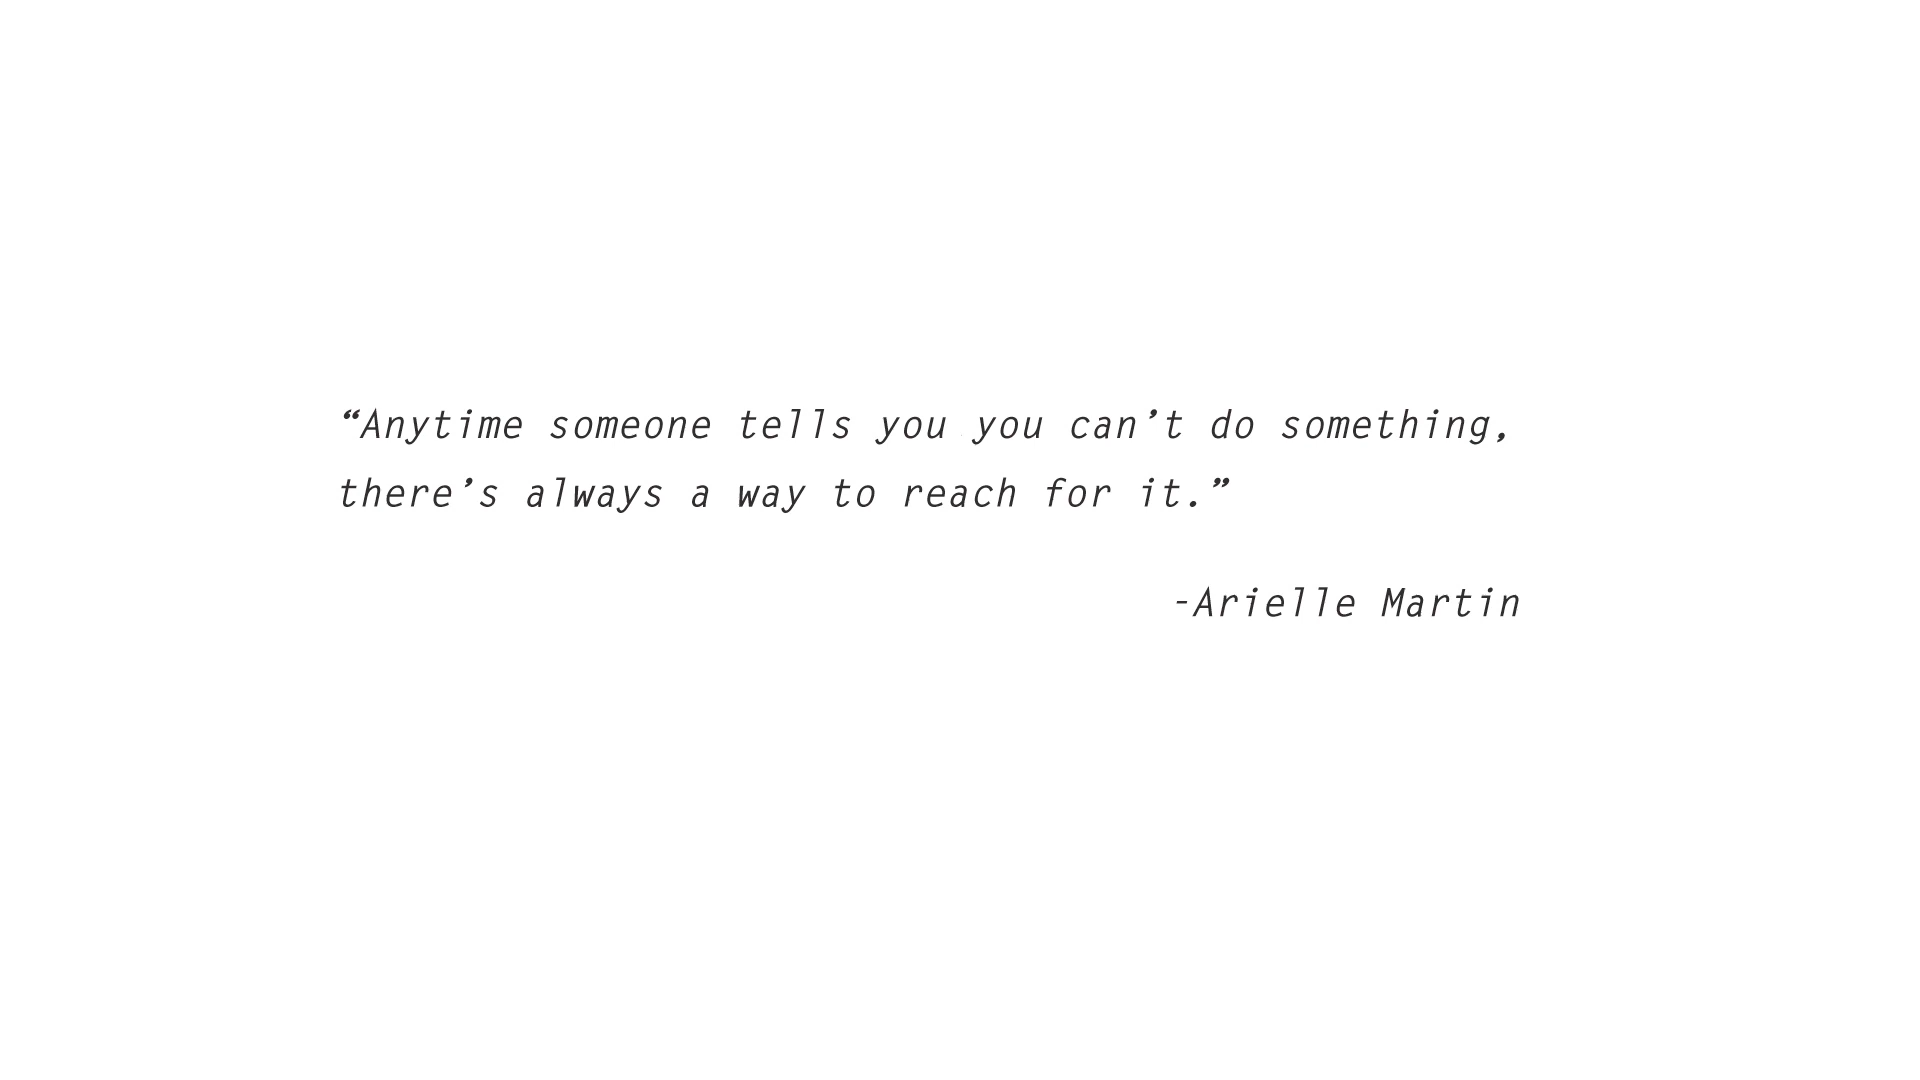 “Anytime someone tells you you can’t do something,
there’s always a way to reach for it.”
-Arielle Martin